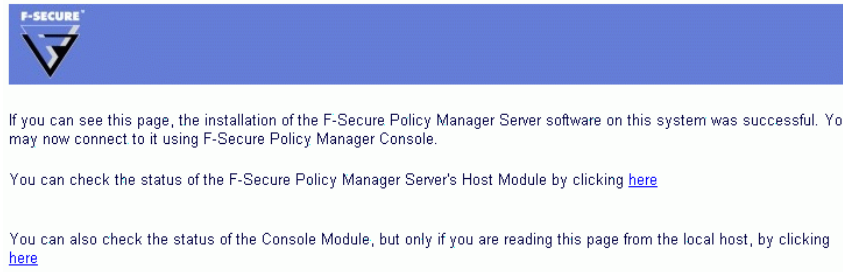 F-SECURE
If you can see this page, the installation of the F-Secure Policy Manager Server software on this system was successful. Yo
may now connect to it using F-Secure Policy Manager Console.
You can check the status of the F-Secure Policy Manager Server's Host Module by clicking here
You can also check the status of the Console Module, but only if you are reading this page from the local host, by clicking
here